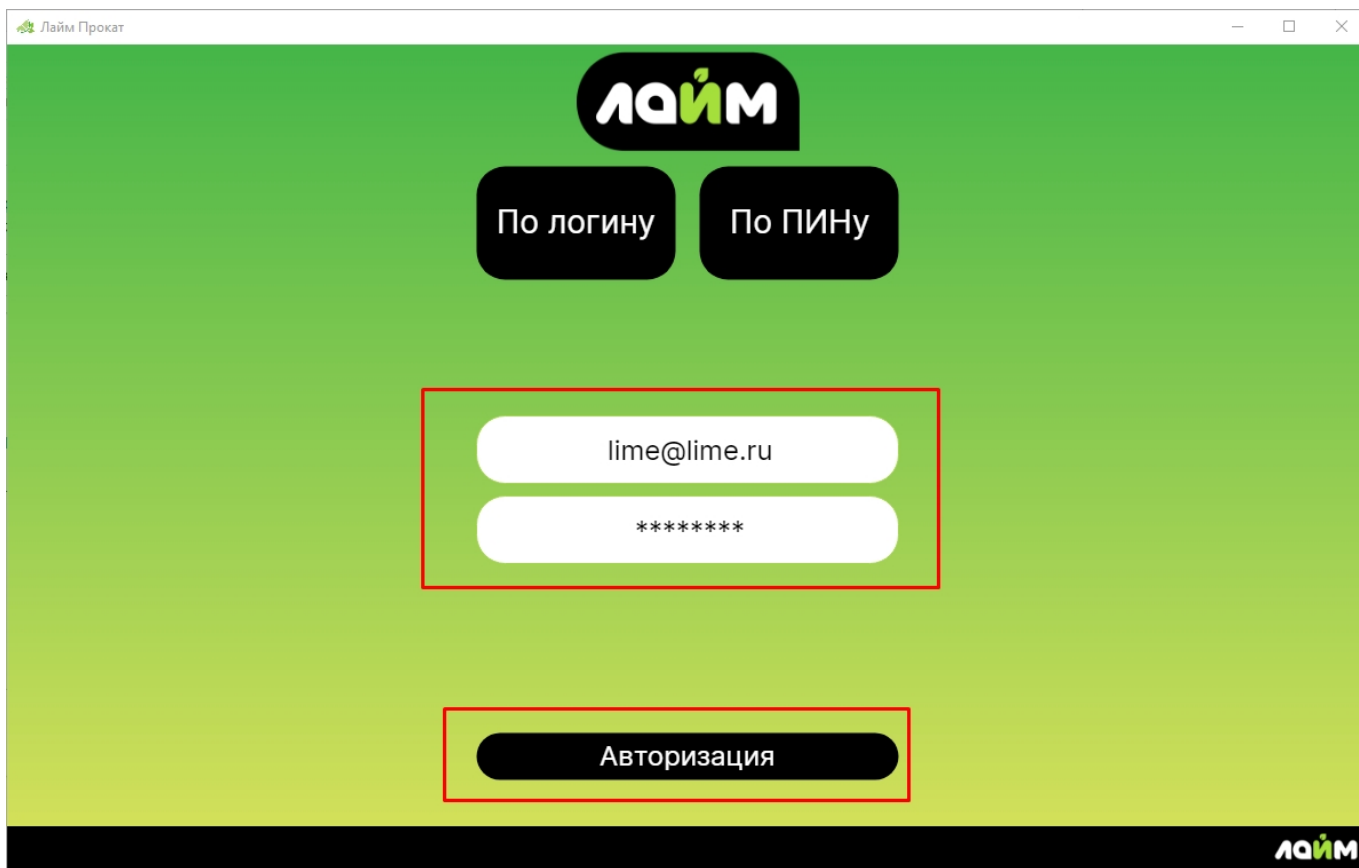 Лайм Прокат
лайм
По логину
По ПИНу
lime@lime.ru
********
Авторизация
лайм